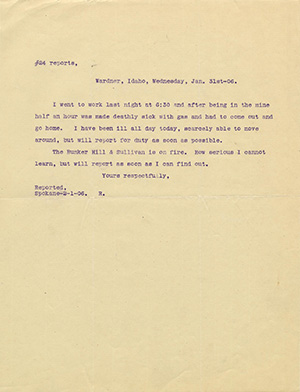 #24 reports,
Wardner, Idaho, Wednesday, Jan. 31st-06.
I went to work last night at 6:30 and after being in the mine
half an hour was made deathly sick with gas and had to come out and
go home. I have been ill all day today, scarsely able to move
around, but will report for duty as soon as possible.
The Bunker Hill & Sullivan is on fire. How serious I cannot
learn, but will report as soon as I can find out.
Yours respectfully,
Reported,
Spokane-2-1-06. R.